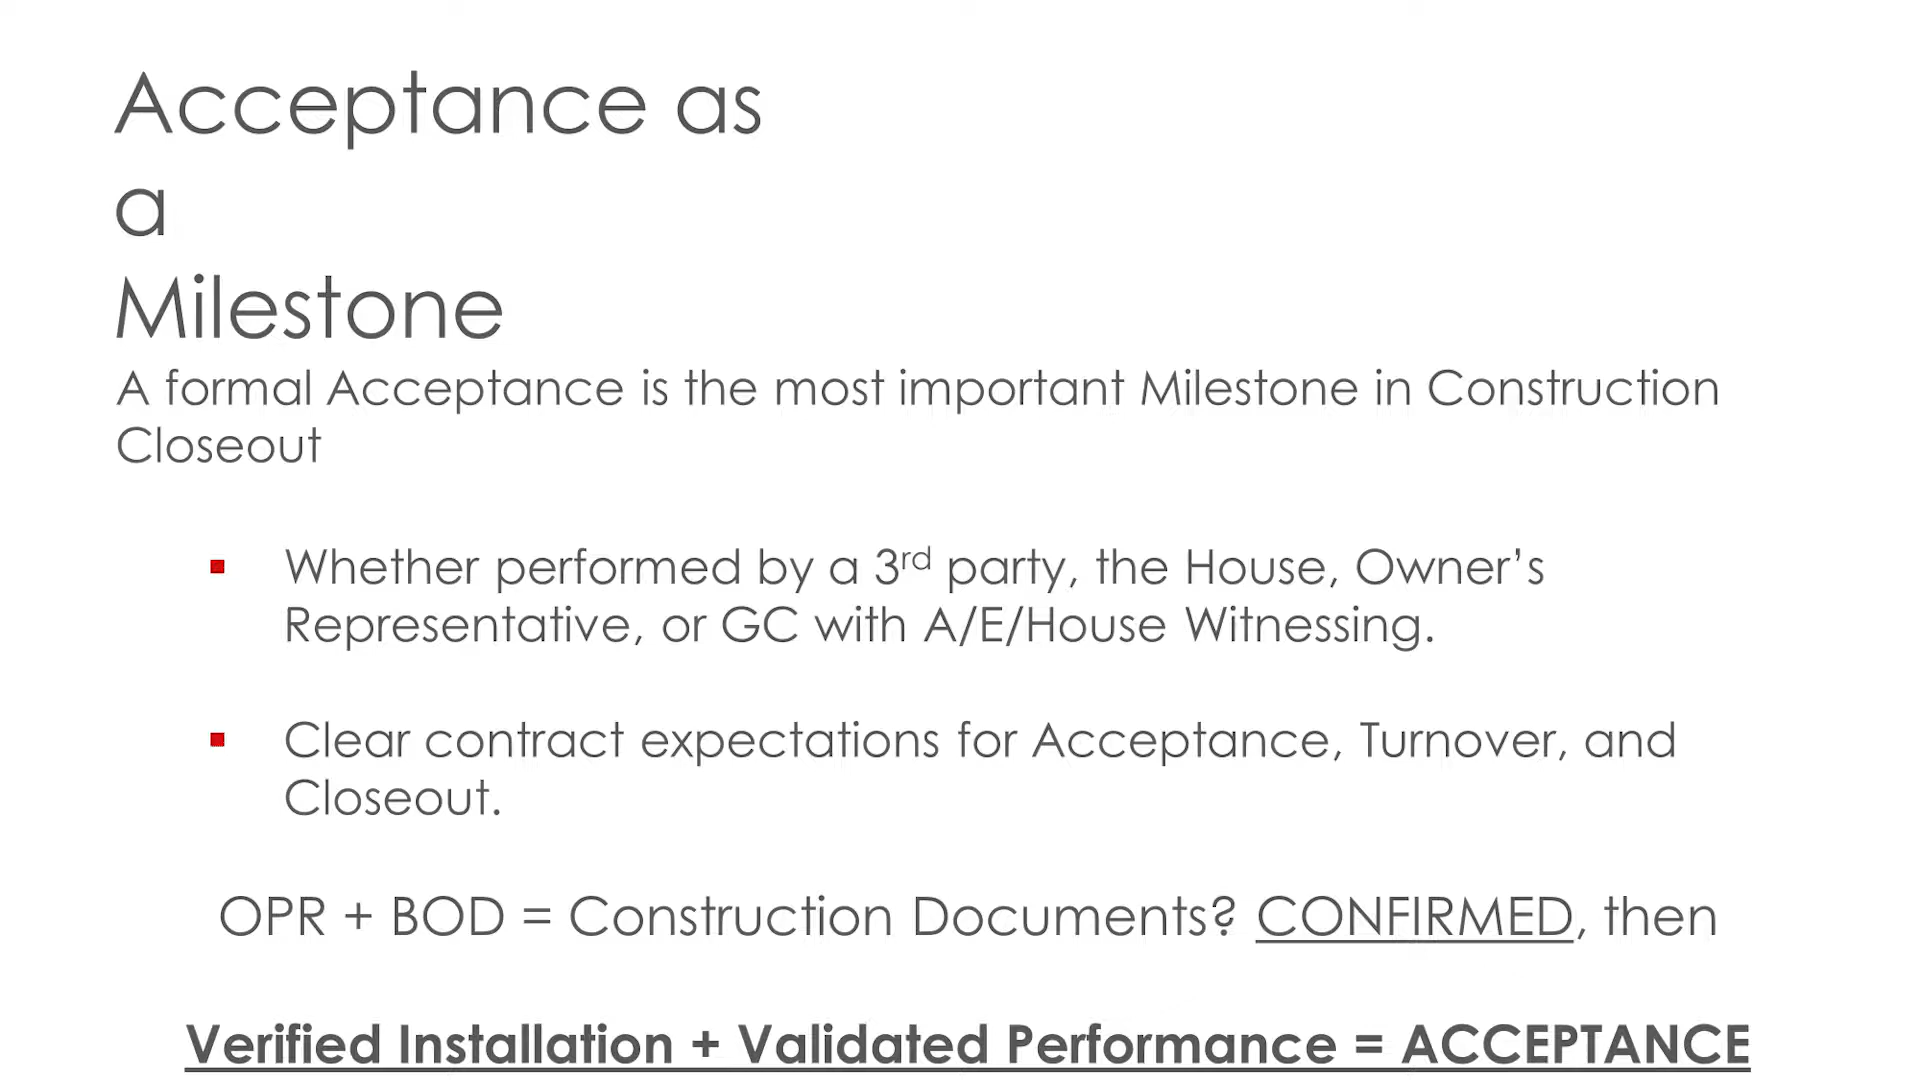 Acceptance as
a
Milestone
A formal Acceptance is the most important Milestone in Construction
Closeout
▪ Whether performed by a 3rd party, the House, Owner’s
Representative, or GC with A/E/House Witnessing.
▪ Clear contract expectations for Acceptance, Turnover, and
Closeout.
OPR + BOD = Construction Documents? CONFIRMED, then
Verified Installation + Validated Performance = ACCEPTANCE